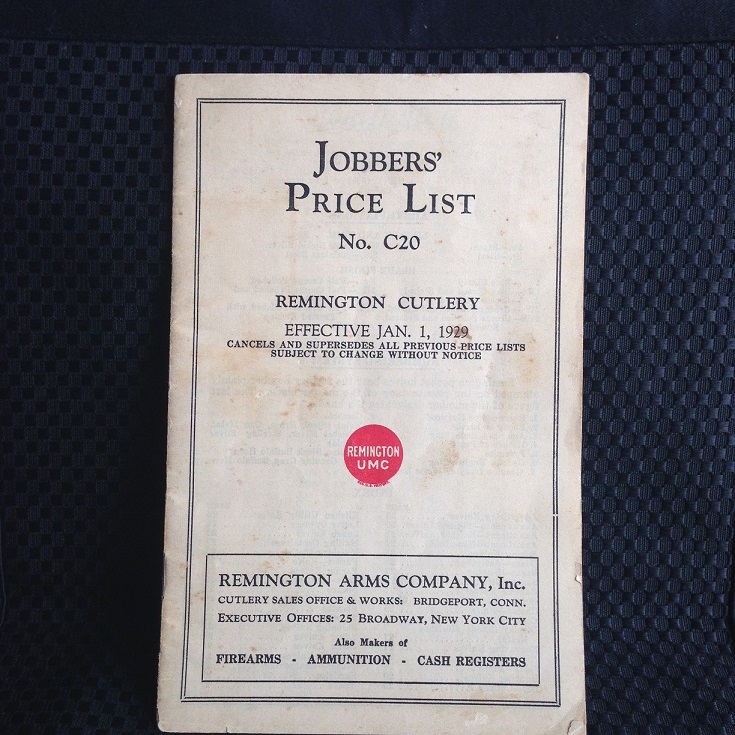 JOBBERS'
PRICE LIST
No. C20
REMINGTON CUTLERY
EFFECTIVE JAN. 1, 1929
CANCELS AND SUPERSEDES ALL PREVIOUS PRICE LISTS
SUBJECT TO CHANGE WITHOUT NOTICE
REMINGTON
UMC
REMINGTON ARMS COMPANY, Inc.
CUTLERY SALES OFFICE & WORKS: BRIDGEPORT, CONN.
EXECUTIVE OFFICES: 25 BROADWAY, NEW YORK CITY
Also Makers of
FIREARMS - AMMUNITION - CASH REGISTERS